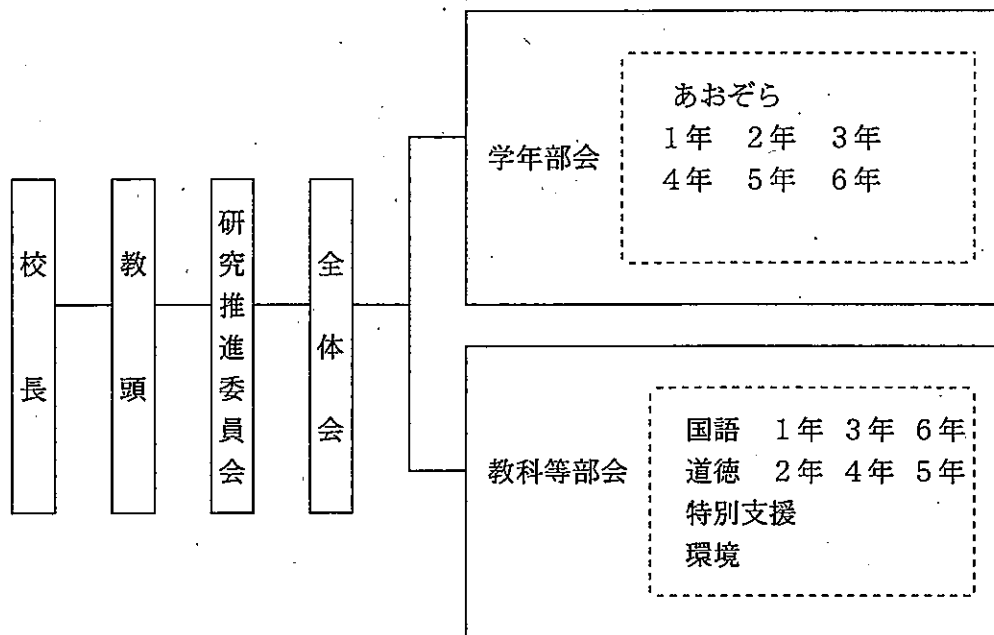 校長
教頭
研究推進委員会
全体会
学年部会
あおぞら
１年　２年　３年
４年　５年　６年
教科等部会
国語　１年　３年　６年
道徳　２年　４年　５年
特別支援
環境